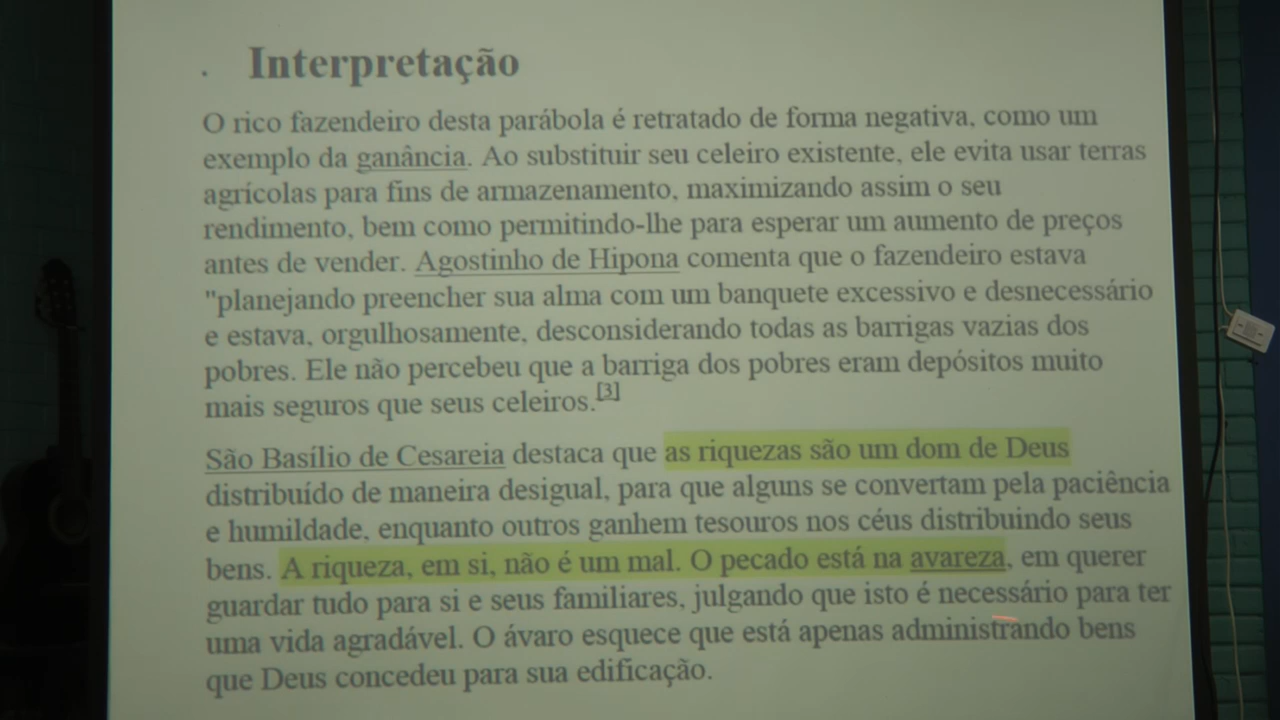 . Interpretação
O rico fazendeiro desta parábola é retratado de forma negativa, como um
exemplo da ganância. Ao substituir seu celeiro existente, ele evita usar terras
agrícolas para fins de armazenamento, maximizando assim o seu
rendimento, bem como permitindo-lhe para esperar um aumento de preços
antes de vender. Agostinho de Hipona comenta que o fazendeiro estava
"planejando preencher sua alma com um banquete excessivo e desnecessário
e estava, orgulhosamente, desconsiderando todas as barrigas vazias dos
pobres. Ele não percebeu que a barriga dos pobres eram depósitos muito
mais seguros que seus celeiros.[3]
São Basílio de Cesareia destaca que as riquezas são um dom de Deus
distribuído de maneira desigual, para que alguns se convertam pela paciência
e humildade, enquanto outros ganhem tesouros nos céus distribuindo seus
bens. A riqueza, em si, não é um mal. O pecado está na avareza, em querer
guardar tudo para si e seus familiares, julgando que isto é necessário para ter
uma vida agradável. O ávaro esquece que está apenas administrando bens
que Deus concedeu para sua edificação.